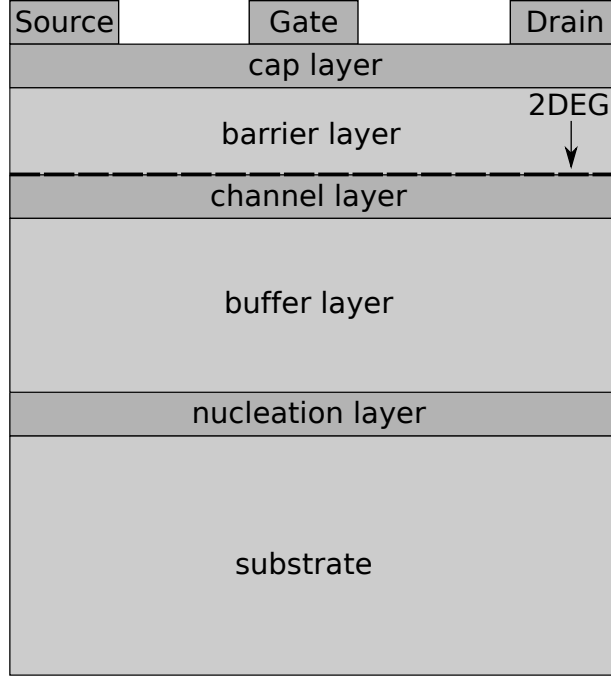 Source Gate Drain
cap layer
2DEG
barrier layer
channel layer
buffer layer
nucleation layer
substrate